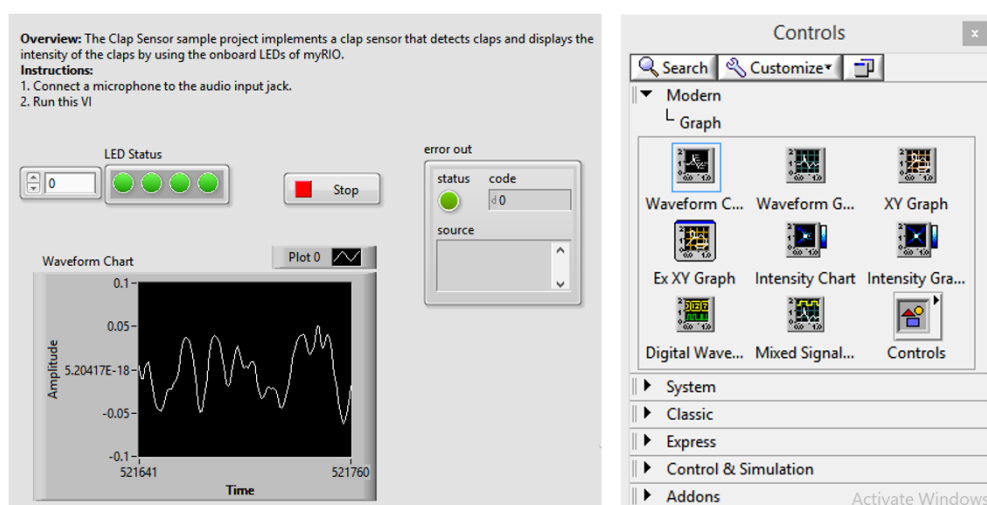 Overview: The Clap Sensor sample project implements a clap sensor that detects claps and displays the
intensity of the claps by using the onboard LEDs of myRIO.
Instructions:
1. Connect a microphone to the audio input jack.
2. Run this VI
LED Status
0
Stop
error out
status code
d 0
source
Waveform Chart
Plot 0
Amplitude
0.1
0.05
5.20417E-18
-0.05
-0.1
521641
521760
Time
Controls
x
Search
Customize
Modern
Graph
Waveform C...
Waveform G...
XY Graph
Ex XY Graph
Intensity Chart
Intensity Gra...
Digital Wave...
Mixed Signal...
Controls
System
Classic
Express
Control & Simulation
Addons
Activate Windows